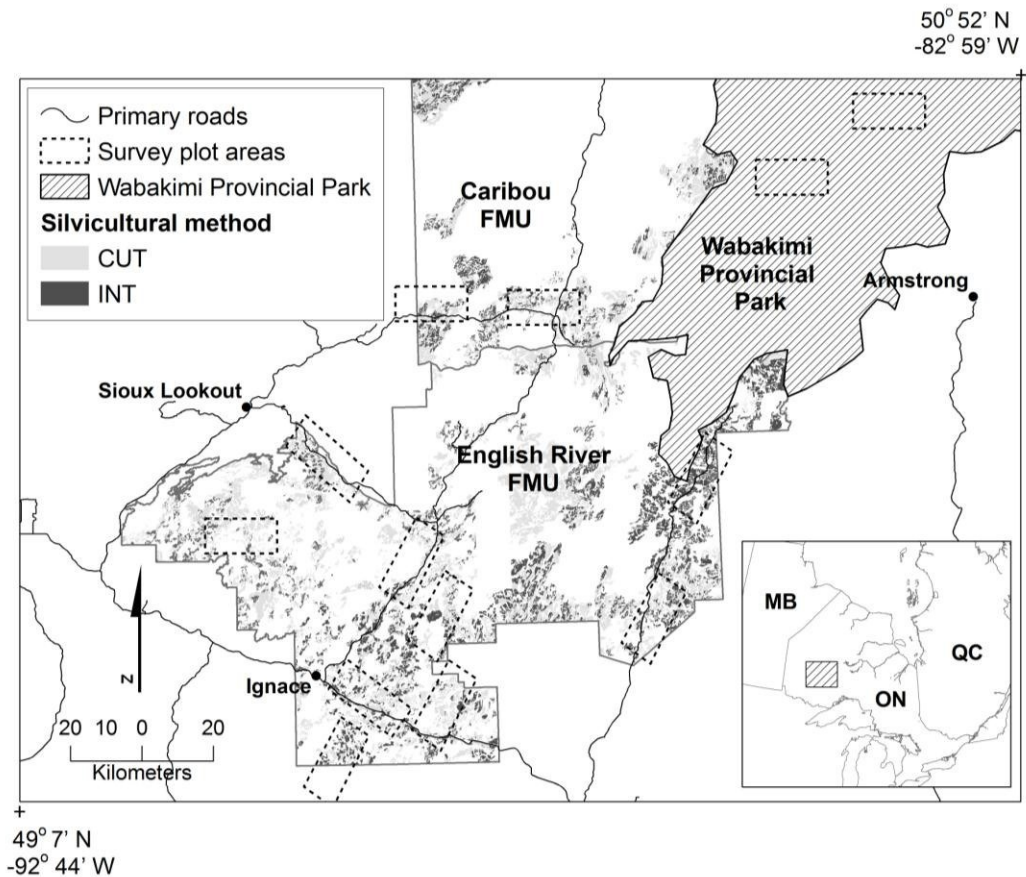 50° 52' N
-82° 59' W
Primary roads
Survey plot areas
Wabakimi Provincial Park
Silvicultural method
CUT
INT
Caribou
FMU
Wabakimi
Provincial
Park
Armstrong
Sioux Lookout
English River
FMU
N
Ignace
20 10 0 20
Kilometers
MB
QC
ON
49° 7' N
-92° 44' W